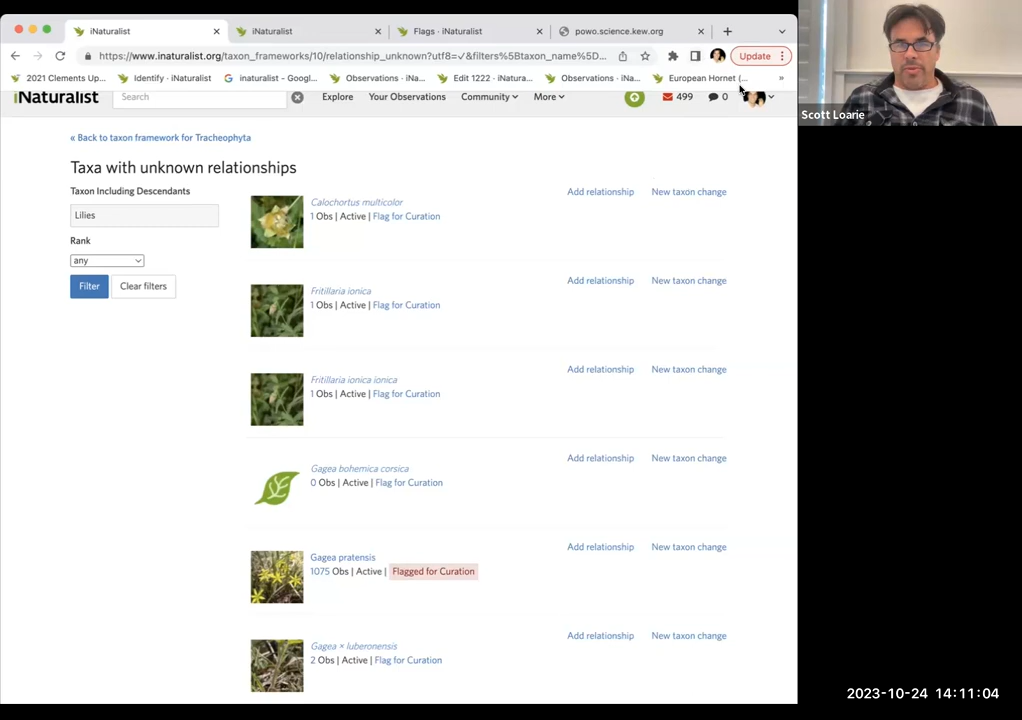 iNaturalist
iNaturalist
Flags · iNaturalist
powo.science.kew.org
https://www.inaturalist.org/taxon_frameworks/10/relationship_unknown?utf8=✓&filters%5Btaxon_name%5D...
Update
2021 Clements Up...
Identify · iNaturalist
inaturalist - Googl...
Observations · iNa...
Edit 1222 · iNatura...
Observations · iNa...
European Hornet (...
»
iNaturalist
Search
Explore
Your Observations
Community
More
499
0
Scott Loarie
« Back to taxon framework for Tracheophyta
Taxa with unknown relationships
Taxon Including Descendants
Lilies
Rank
any
Filter
Clear filters
Calochortus multicolor
1 Obs | Active | Flag for Curation
Add relationship
New taxon change
Fritillaria ionica
1 Obs | Active | Flag for Curation
Add relationship
New taxon change
Fritillaria ionica ionica
1 Obs | Active | Flag for Curation
Add relationship
New taxon change
Gagea bohemica corsica
0 Obs | Active | Flag for Curation
Add relationship
New taxon change
Gagea pratensis
1075 Obs | Active | Flagged for Curation
Add relationship
New taxon change
Gagea × luberonensis
2 Obs | Active | Flag for Curation
Add relationship
New taxon change
2023-10-24 14:11:04